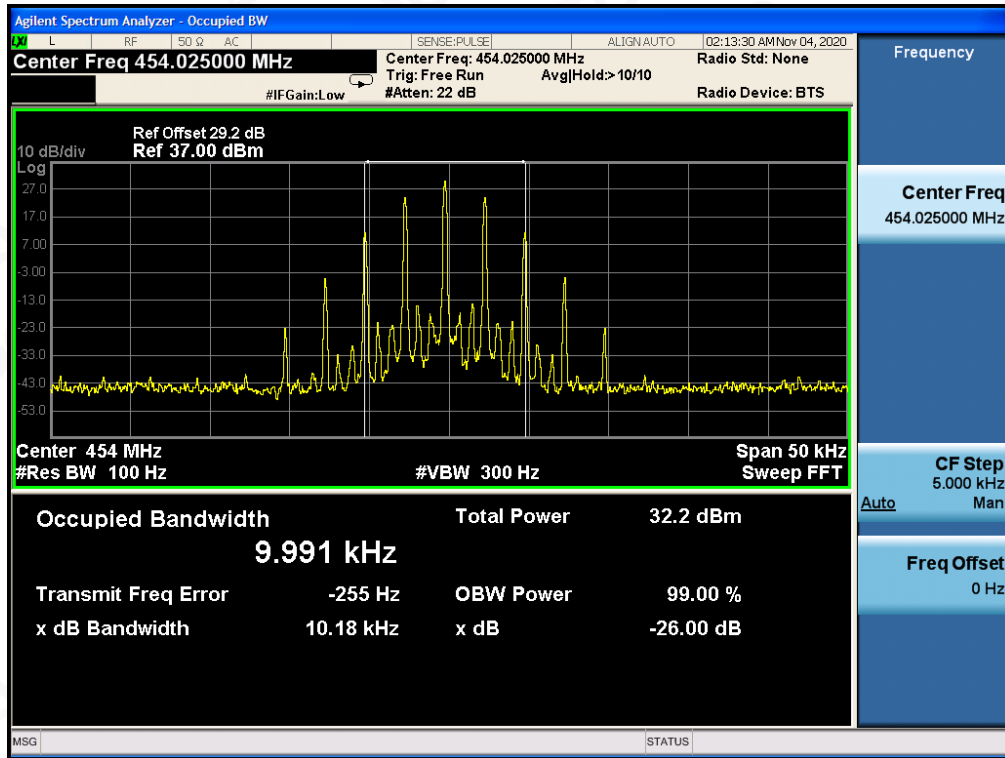 Agilent Spectrum Analyzer - Occupied BW
LXI L RF 50 Ω AC SENSE:PULSE ALIGN AUTO 02:13:30 AM Nov 04, 2020
Center Freq 454.025000 MHz
Center Freq: 454.025000 MHz Radio Std: None
Trig: Free Run Avg|Hold:>10/10
#IFGain:Low #Atten: 22 dB Radio Device: BTS
Ref Offset 29.2 dB
10 dB/div Ref 37.00 dBm
Log
27.0
17.0
7.00
-3.00
-13.0
-23.0
-33.0
-43.0
-53.0
Center 454 MHz Span 50 kHz
#Res BW 100 Hz #VBW 300 Hz Sweep FFT
Occupied Bandwidth Total Power 32.2 dBm
9.991 kHz
Transmit Freq Error -255 Hz OBW Power 99.00 %
x dB Bandwidth 10.18 kHz x dB -26.00 dB
MSG STATUS
Frequency
Center Freq
454.025000 MHz
CF Step
5.000 kHz
Auto Man
Freq Offset
0 Hz